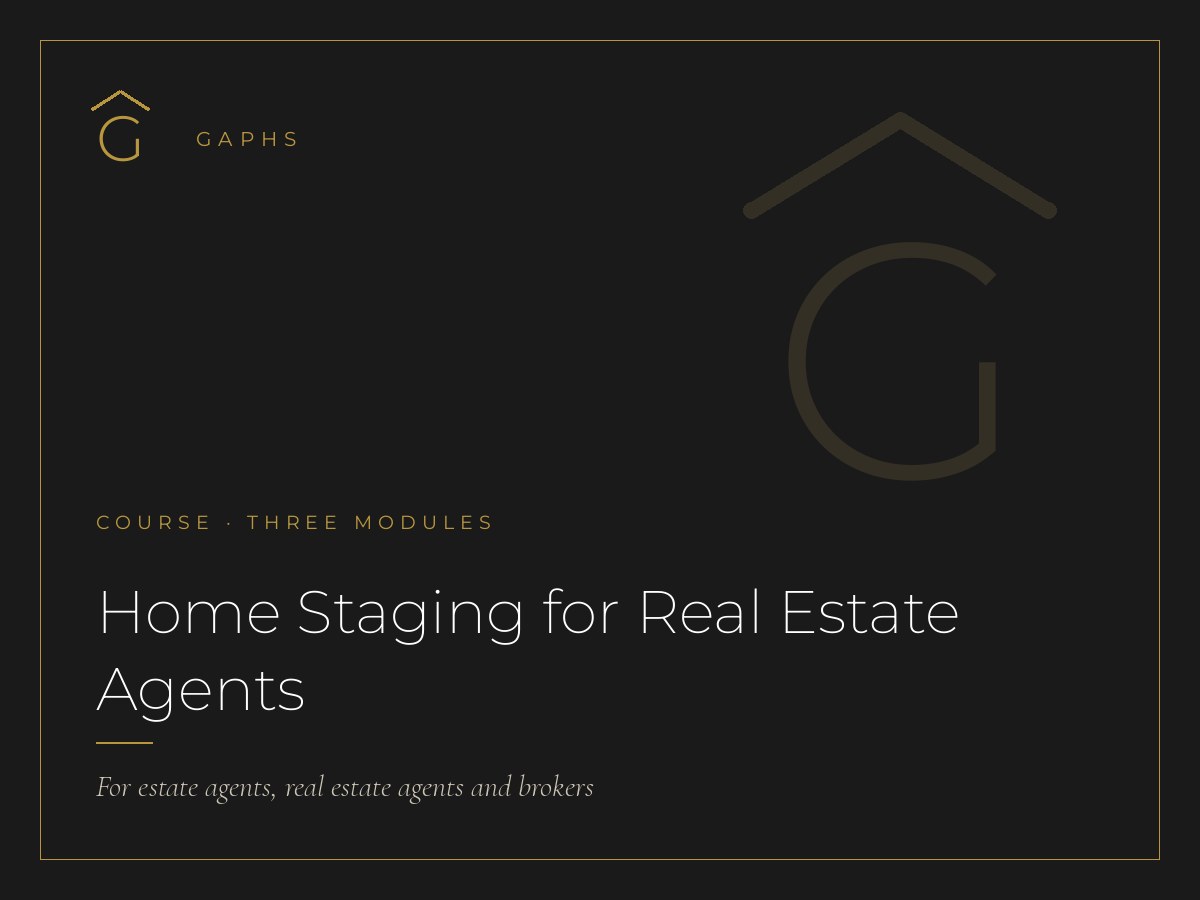 G
GAPHS
G
COURSE · THREE MODULES
Home Staging for Real Estate
Agents
For estate agents, real estate agents and brokers